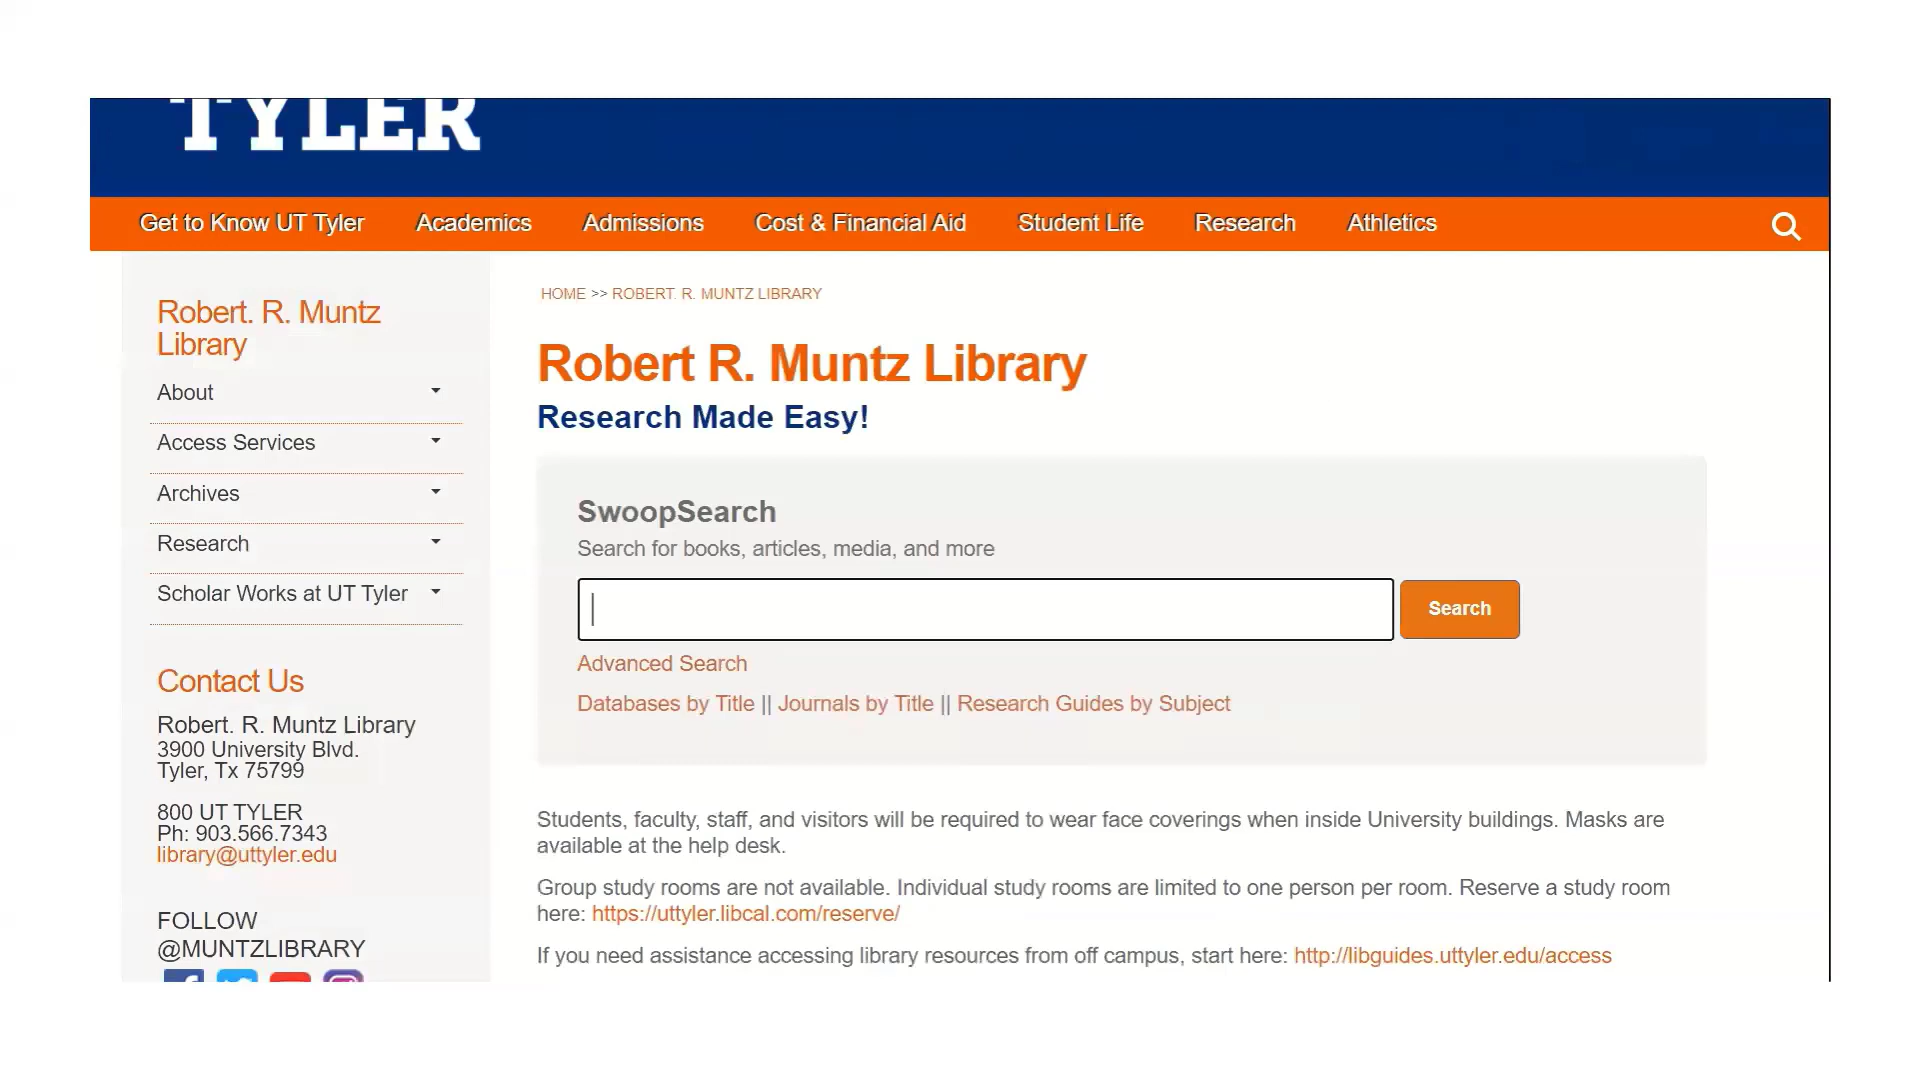 TYLER
Get to Know UT Tyler Academics Admissions Cost & Financial Aid Student Life Research Athletics
Robert. R. Muntz
Library
About
Access Services
Archives
Research
Scholar Works at UT Tyler
Contact Us
Robert. R. Muntz Library
3900 University Blvd.
Tyler, Tx 75799
800 UT TYLER
Ph: 903.566.7343
library@uttyler.edu
FOLLOW
@MUNTZLIBRARY
HOME >> ROBERT. R. MUNTZ LIBRARY
Robert R. Muntz Library
Research Made Easy!
SwoopSearch
Search for books, articles, media, and more
Search
Advanced Search
Databases by Title || Journals by Title || Research Guides by Subject
Students, faculty, staff, and visitors will be required to wear face coverings when inside University buildings. Masks are
available at the help desk.
Group study rooms are not available. Individual study rooms are limited to one person per room. Reserve a study room
here: https://uttyler.libcal.com/reserve/
If you need assistance accessing library resources from off campus, start here: http://libguides.uttyler.edu/access